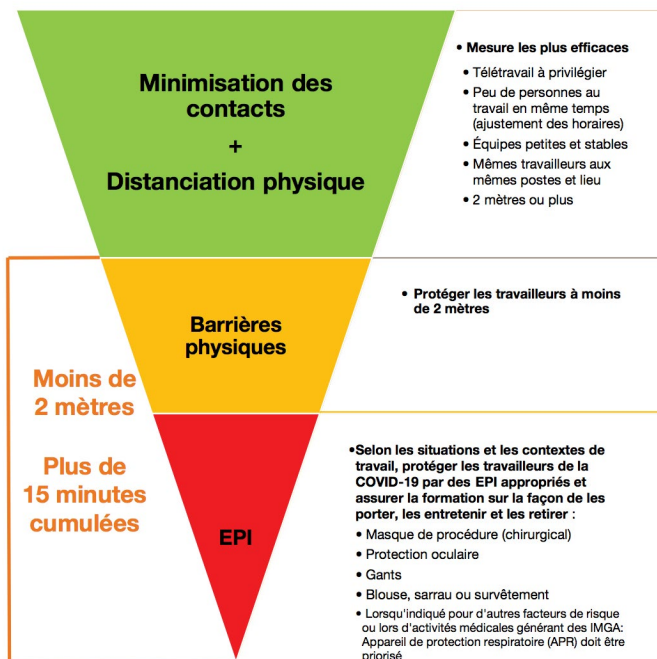 Minimisation des
contacts
+
Distanciation physique
• Mesure les plus efficaces
• Télétravail à privilégier
• Peu de personnes au
travail en même temps
(ajustement des horaires)
• Équipes petites et stables
• Mêmes travailleurs aux
mêmes postes et lieu
• 2 mètres ou plus
Barrières
physiques
• Protéger les travailleurs à moins
de 2 mètres
Moins de
2 mètres
Plus de
15 minutes
cumulées
EPI
•Selon les situations et les contextes de
travail, protéger les travailleurs de la
COVID-19 par des EPI appropriés et
assurer la formation sur la façon de les
porter, les entretenir et les retirer :
• Masque de procédure (chirurgical)
• Protection oculaire
• Gants
• Blouse, sarrau ou survêtement
• Lorsqu'indiqué pour d'autres facteurs de risque
ou lors d'activités médicales générant des IMGA:
Appareil de protection respiratoire (APR) doit être
priorisé